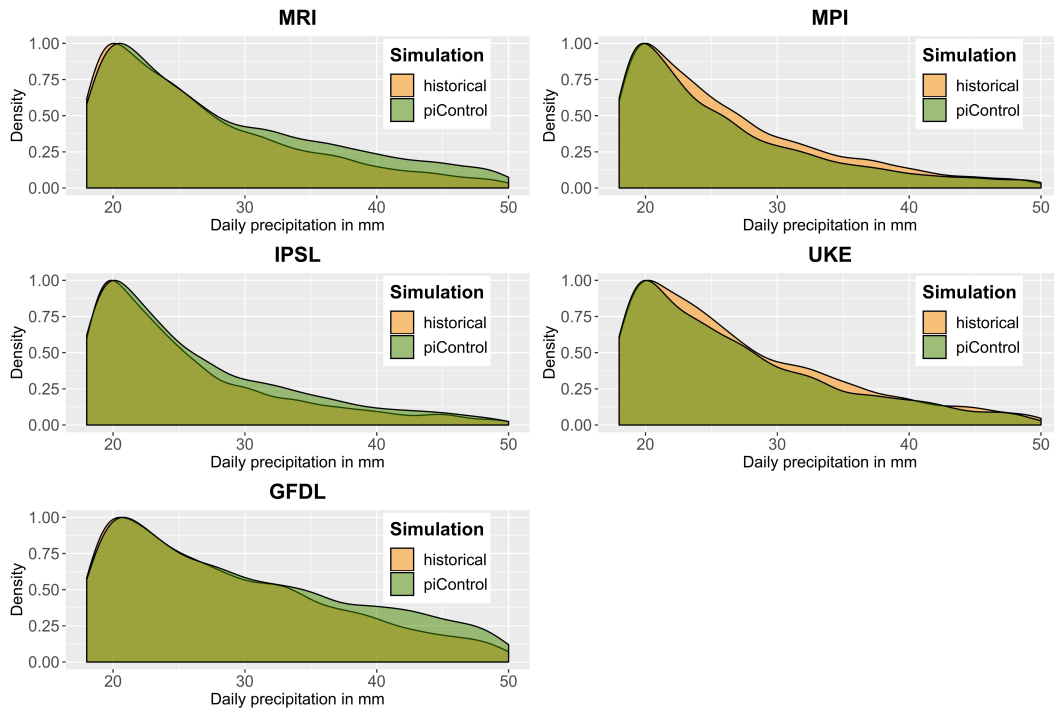 MRI
1.00
0.75
0.50
0.25
0.00
Density
20 30 40 50
Daily precipitation in mm
Simulation
historical
piControl
MPI
1.00
0.75
0.50
0.25
0.00
Density
20 30 40 50
Daily precipitation in mm
Simulation
historical
piControl
IPSL
1.00
0.75
0.50
0.25
0.00
Density
20 30 40 50
Daily precipitation in mm
Simulation
historical
piControl
UKE
1.00
0.75
0.50
0.25
0.00
Density
20 30 40 50
Daily precipitation in mm
Simulation
historical
piControl
GFDL
1.00
0.75
0.50
0.25
0.00
Density
20 30 40 50
Daily precipitation in mm
Simulation
historical
piControl